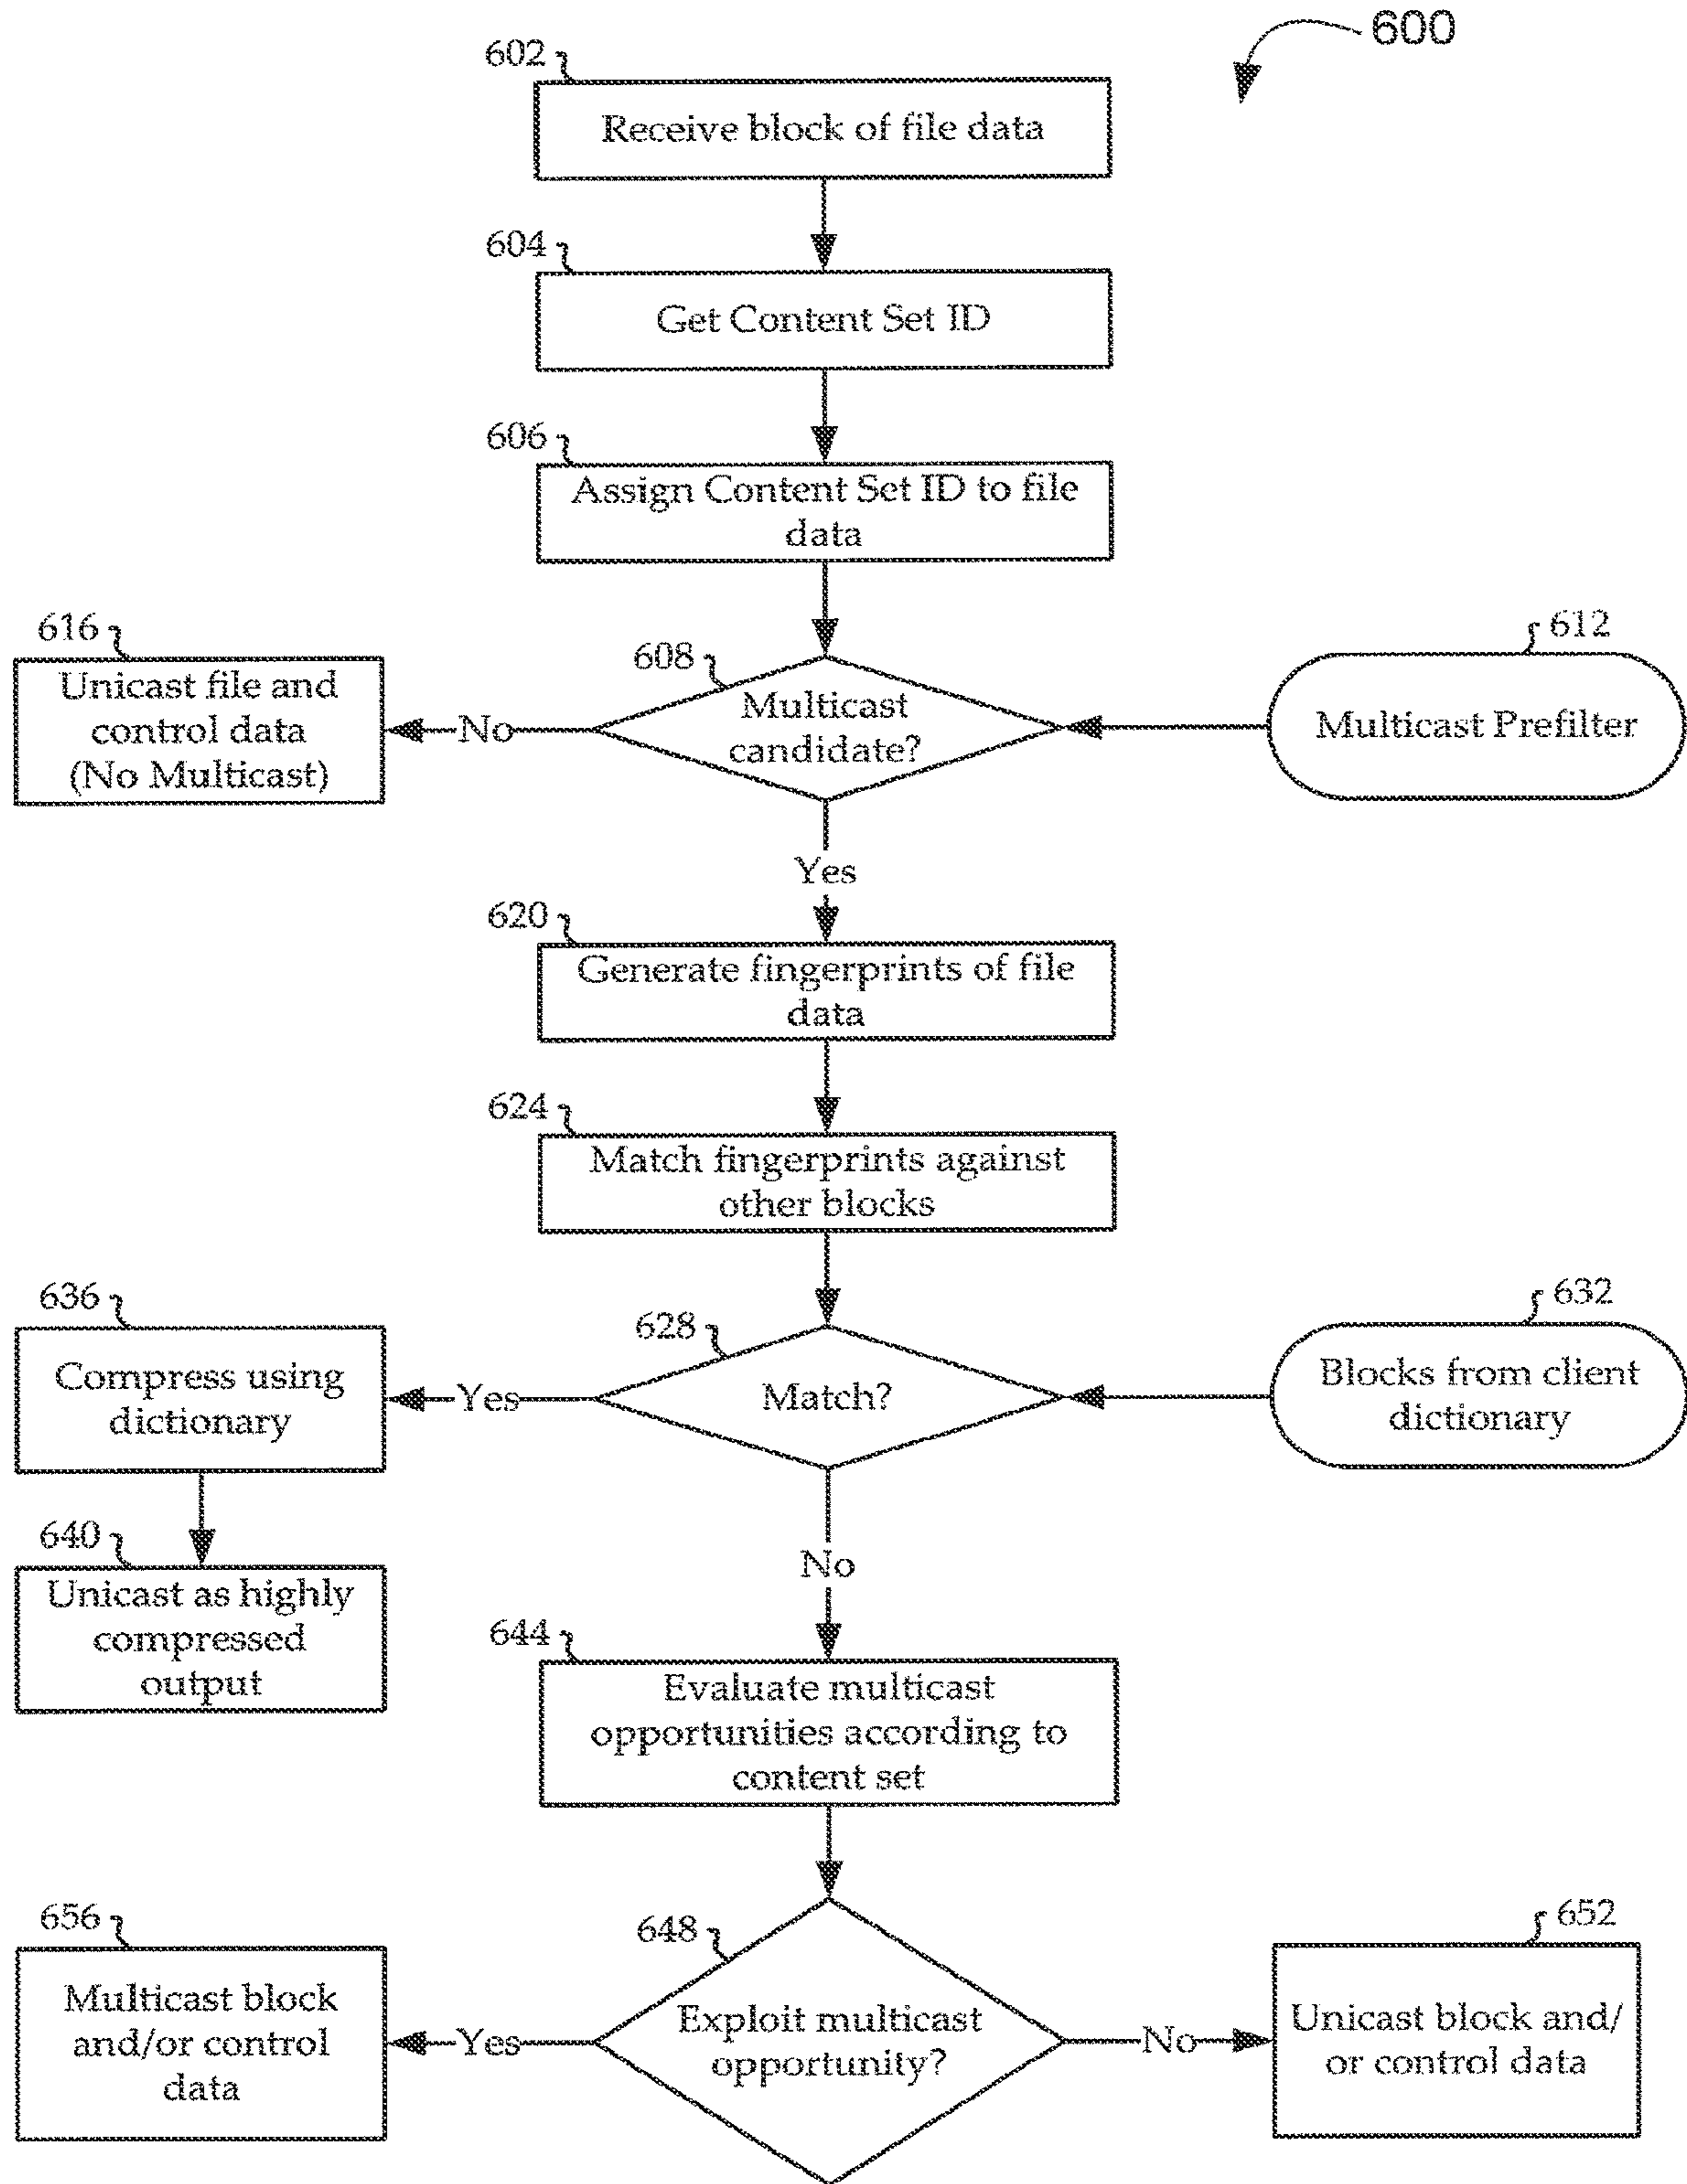 600
602
Receive block of file data
604
Get Content Set ID
606
Assign Content Set ID to file
data
616
Unicast file and
control data
(No Multicast)
No
608
Multicast
candidate?
612
Multicast Prefilter
Yes
620
Generate fingerprints of file
data
624
Match fingerprints against
other blocks
636
Compress using
dictionary
Yes
628
Match?
632
Blocks from client
dictionary
640
Unicast as highly
compressed
output
No
644
Evaluate multicast
opportunities according to
content set
656
Multicast block
and/or control
data
Yes
648
Exploit multicast
opportunity?
No
652
Unicast block and/
or control data